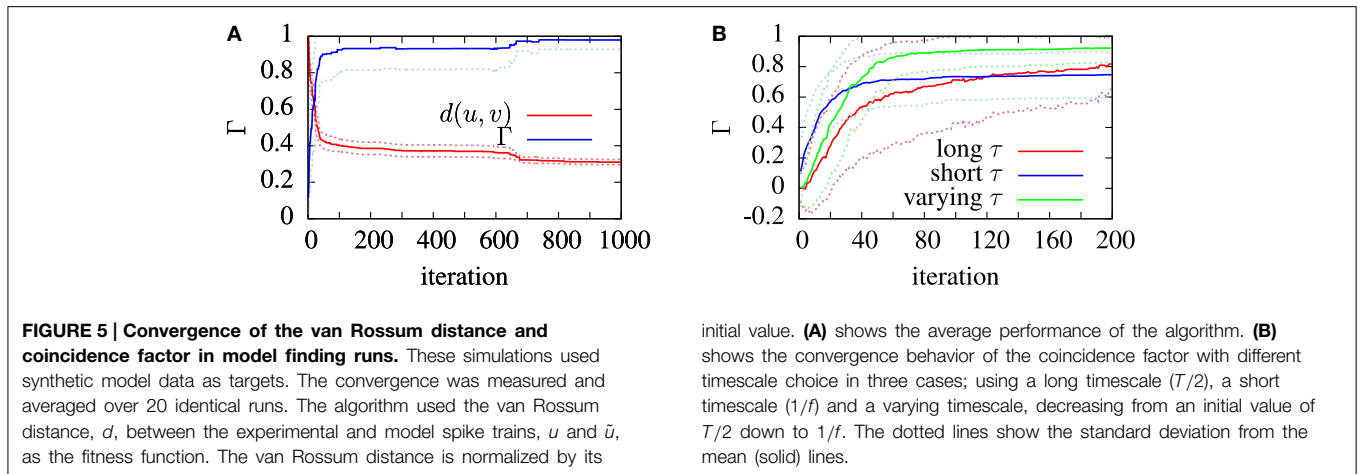 A
1
0.8
0.6
0.4
0.2
0
Γ
d(u, v)
Γ
0 200 400 600 800 1000
iteration
B
1
0.8
0.6
0.4
0.2
0
-0.2
Γ
long τ
short τ
varying τ
0 40 80 120 160 200
iteration
FIGURE 5 | Convergence of the van Rossum distance and
coincidence factor in model finding runs. These simulations used
synthetic model data as targets. The convergence was measured and
averaged over 20 identical runs. The algorithm used the van Rossum
distance, d, between the experimental and model spike trains, u and ũ,
as the fitness function. The van Rossum distance is normalized by its
initial value. (A) shows the average performance of the algorithm. (B)
shows the convergence behavior of the coincidence factor with different
timescale choice in three cases; using a long timescale (T/2), a short
timescale (1/f) and a varying timescale, decreasing from an initial value of
T/2 down to 1/f. The dotted lines show the standard deviation from the
mean (solid) lines.